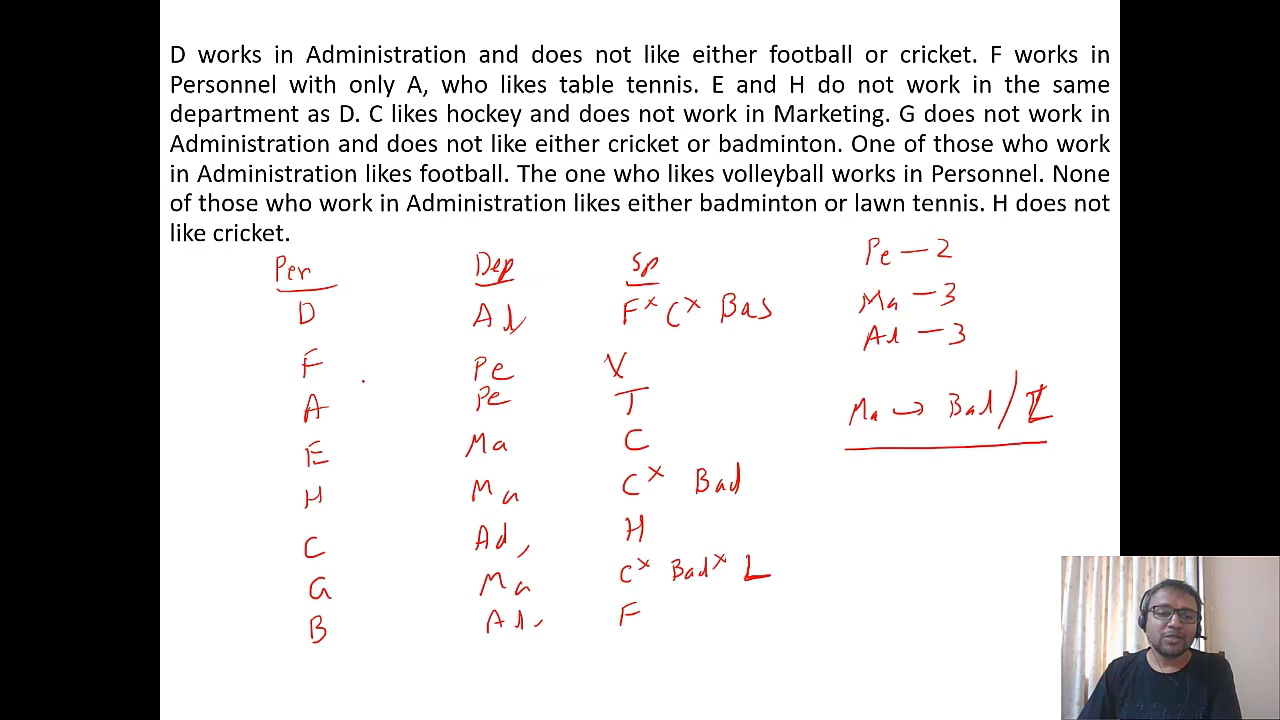 D works in Administration and does not like either football or cricket. F works in
Personnel with only A, who likes table tennis. E and H do not work in the same
department as D. C likes hockey and does not work in Marketing. G does not work in
Administration and does not like either cricket or badminton. One of those who work
in Administration likes football. The one who likes volleyball works in Personnel. None
of those who work in Administration likes either badminton or lawn tennis. H does not
like cricket.
Per Dep Sp
D Ad F× C× Bas
F Pe V
A Pe T
E Ma C
H Ma C× Bad
C Ad, H
G Ma C× Bad× L
B Ad, F
Pe — 2
Ma — 3
Ad — 3
Ma → Bad / L